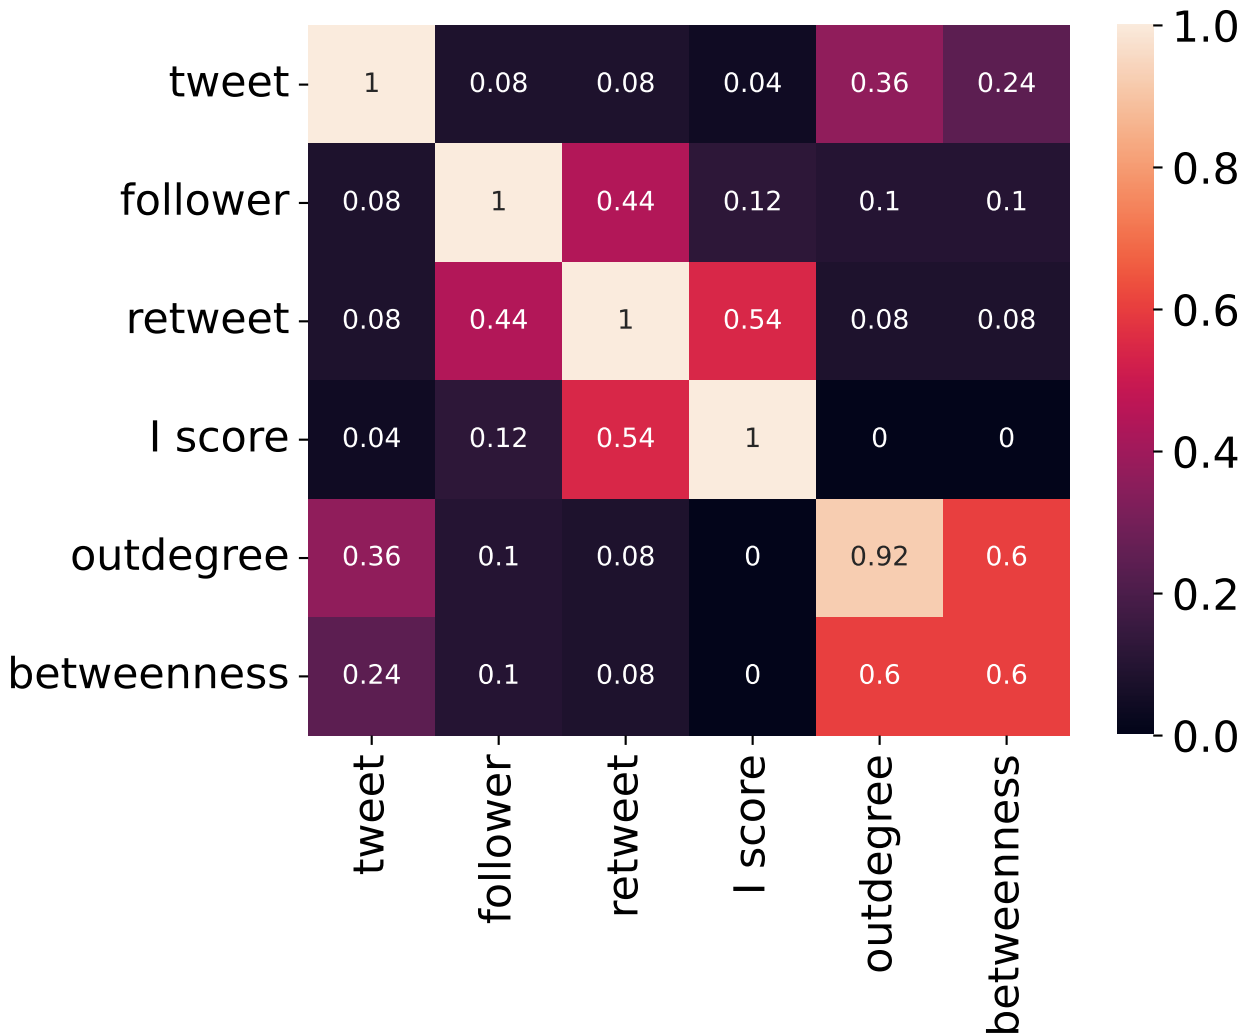 tweet 1 0.08 0.08 0.04 0.36 0.24
follower 0.08 1 0.44 0.12 0.1 0.1
retweet 0.08 0.44 1 0.54 0.08 0.08
I score 0.04 0.12 0.54 1 0 0
outdegree 0.36 0.1 0.08 0 0.92 0.6
betweenness 0.24 0.1 0.08 0 0.6 0.6
tweet
follower
retweet
I score
outdegree
betweenness
1.0
0.8
0.6
0.4
0.2
0.0